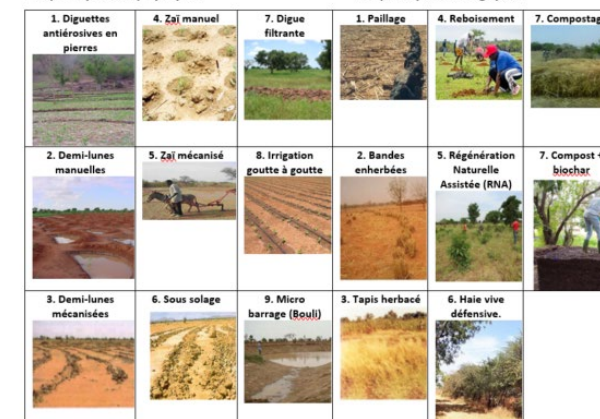 1. Diguettes
antiérosives en
pierres
4. Zaï manuel
7. Digue
filtrante
1. Paillage
4. Reboisement
7. Compostag
2. Demi-lunes
manuelles
5. Zaï mécanisé
8. Irrigation
goutte à goutte
2. Bandes
enherbées
5. Régénération
Naturelle
Assistée (RNA)
7. Compost +
biochar
3. Demi-lunes
mécanisées
6. Sous solage
9. Micro
barrage (Bouli)
3. Tapis herbacé
6. Haie vive
défensive.